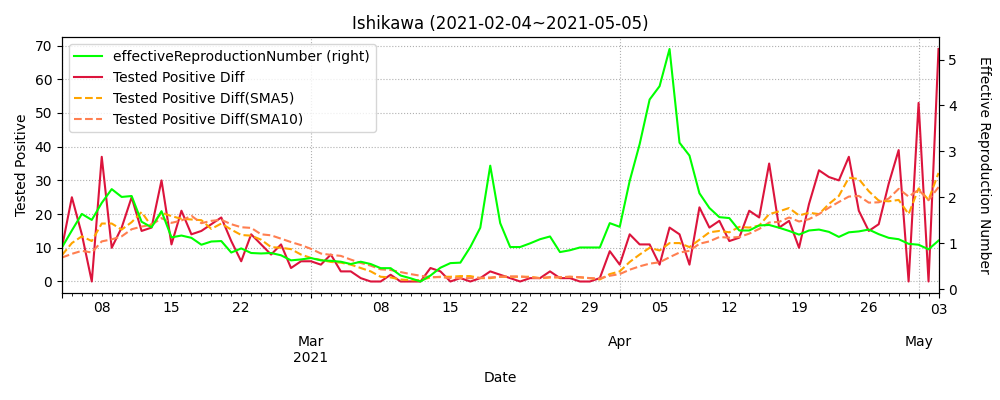 Ishikawa (2021-02-04~2021-05-05)
effectiveReproductionNumber (right)
Tested Positive Diff
Tested Positive Diff(SMA5)
Tested Positive Diff(SMA10)
Tested Positive
70
60
50
40
30
20
10
0
5
4
3
2
1
0
Effective Reproduction Number
08 15 22 08 15 22 29 05 12 19 26 03
Mar Apr May
2021
Date